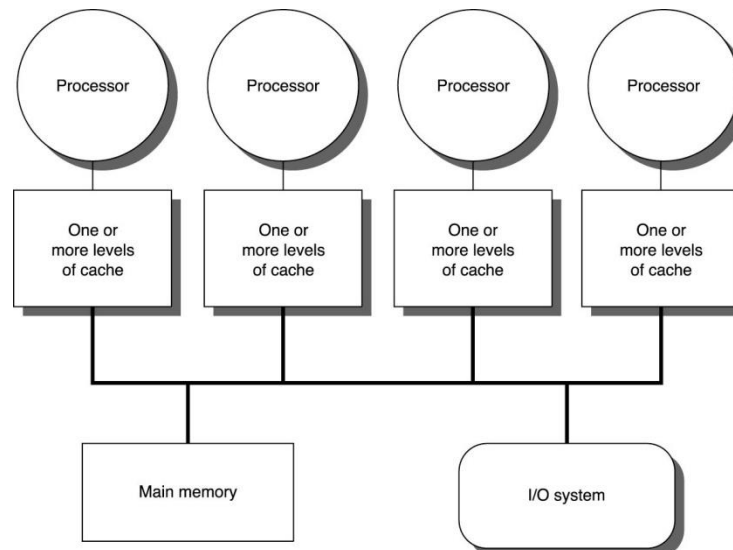 Processor
Processor
Processor
Processor
One or
more levels
of cache
One or
more levels
of cache
One or
more levels
of cache
One or
more levels
of cache
Main memory
I/O system